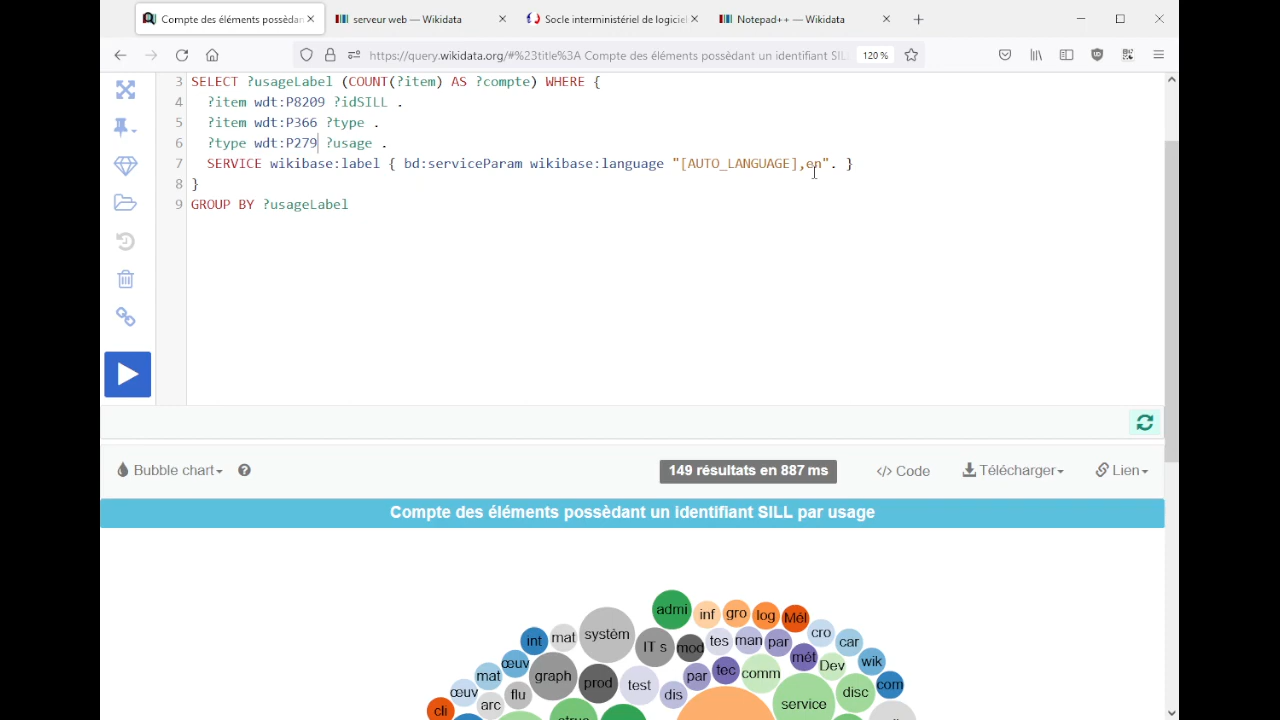 Compte des éléments possédan
serveur web — Wikidata
Socle interministériel de logiciel
Notepad++ — Wikidata
https://query.wikidata.org/#%23title%3A Compte des éléments possèdant un identifiant SIL
120%
3 SELECT ?usageLabel (COUNT(?item) AS ?compte) WHERE {
4 ?item wdt:P8209 ?idSILL .
5 ?item wdt:P366 ?type .
6 ?type wdt:P279 ?usage .
7 SERVICE wikibase:label { bd:serviceParam wikibase:language "[AUTO_LANGUAGE],en". }
8 }
9 GROUP BY ?usageLabel
Bubble chart
149 résultats en 887 ms
</> Code
Télécharger
Lien
Compte des éléments possèdant un identifiant SILL par usage
admi
inf
gro
log
Mél
int
mat
systèm
IT s
mod
tes
man
par
cro
car
œuv
mat
graph
prod
test
par
tec
comm
mét
Dev
wik
œuv
arc
flu
dis
service
disc
com
cli